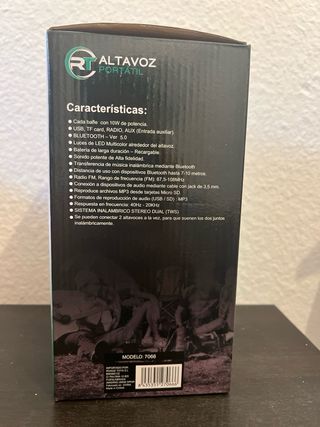 RT ALTAVOZ
PORTÁTIL
Características:
• Cada bafle con 10W de potencia.
• USB, TF card, RADIO, AUX (Entrada auxiliar)
• BLUETOOTH – Ver 5.0
• Luces de LED Multicolor alrededor del altavoz.
• Batería de larga duración – Recargable.
• Sonido potente de Alta fidelidad.
• Transferencia de música inalámbrica mediante Bluetooth
• Distancia de uso con dispositivos Bluetooth hasta 7-10 metros.
• Radio FM, Rango de frecuencia (FM): 87,5-108MHz
• Conexión a dispositivos de audio mediante cable con jack de 3,5 mm.
• Reproduce archivos MP3 desde tarjetas Micro SD.
• Formatos de reproducción de audio (USB / SD) : MP3
• Respuesta en frecuencia: 40Hz - 20KHz
• SISTEMA INALAMBRICO STEREO DUAL (TWS)
• Se pueden conectar 2 altavoces a la vez, para que suenen los dos juntos
inalámbricamente.
MODELO: 7066
IMPORTADO POR: